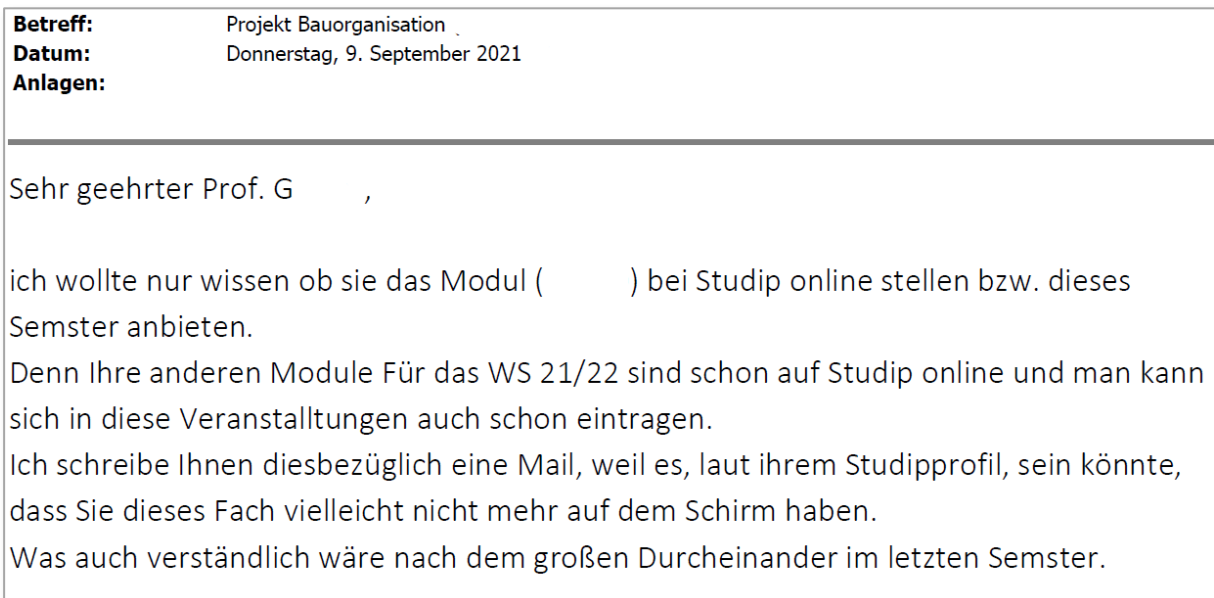 Betreff: Projekt Bauorganisation
Datum: Donnerstag, 9. September 2021
Anlagen:
Sehr geehrter Prof. G ,
ich wollte nur wissen ob sie das Modul ( ) bei Studip online stellen bzw. dieses
Semster anbieten.
Denn Ihre anderen Module Für das WS 21/22 sind schon auf Studip online und man kann
sich in diese Veranstalltungen auch schon eintragen.
Ich schreibe Ihnen diesbezüglich eine Mail, weil es, laut ihrem Studipprofil, sein könnte,
dass Sie dieses Fach vielleicht nicht mehr auf dem Schirm haben.
Was auch verständlich wäre nach dem großen Durcheinander im letzten Semster.